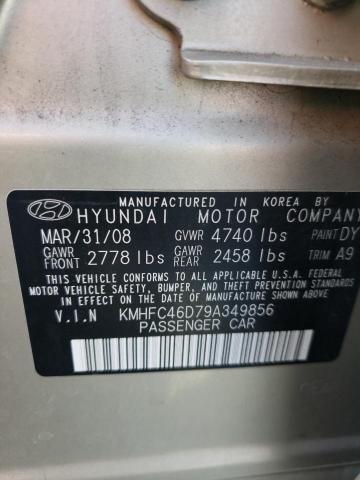 MANUFACTURED IN KOREA BY
HYUNDAI MOTOR COMPANY
MAR/31/08 GVWR 4740 lbs PAINT DY
GAWR FRONT 2778 lbs GAWR REAR 2458 lbs TRIM A9
THIS VEHICLE CONFORMS TO ALL APPLICABLE FEDERAL
MOTOR VEHICLE SAFETY, BUMPER, AND THEFT PREVENTION
STANDARDS IN EFFECT ON THE DATE OF MANUFACTURE SHOWN ABOVE.
V.I.N KMHFC46D79A349856
PASSENGER CAR